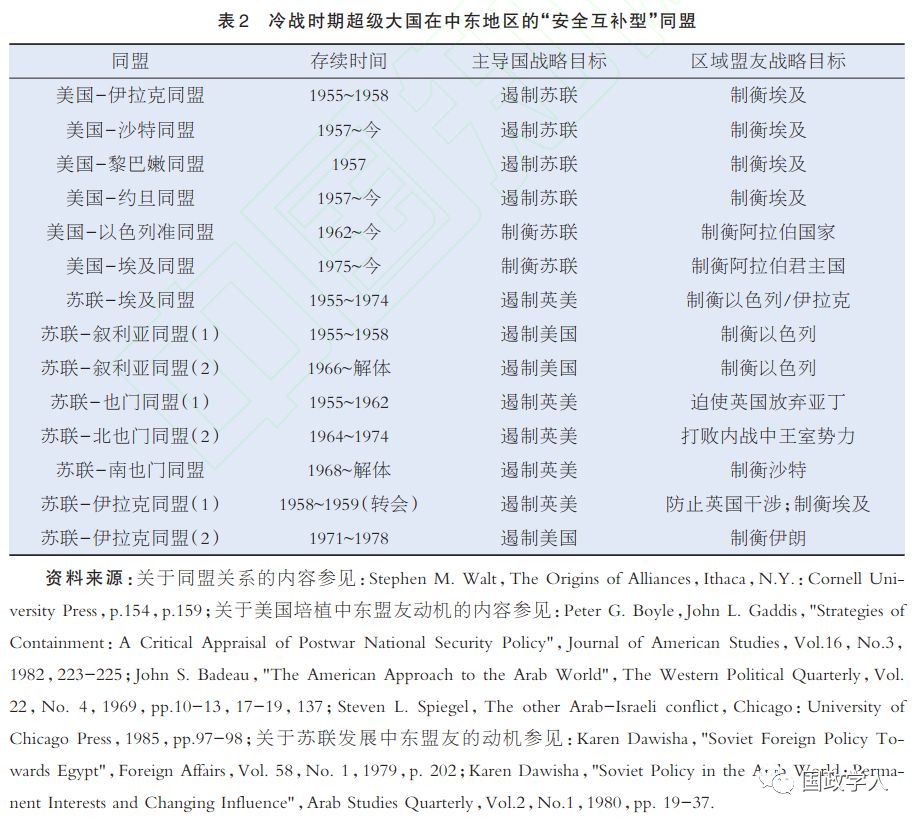 表2 冷战时期超级大国在中东地区的“安全互补型”同盟
同盟 存续时间 主导国战略目标 区域盟友战略目标
美国-伊拉克同盟 1955~1958 遏制苏联 制衡埃及
美国-沙特同盟 1957~今 遏制苏联 制衡埃及
美国-黎巴嫩同盟 1957 遏制苏联 制衡埃及
美国-约旦同盟 1957~今 遏制苏联 制衡埃及
美国-以色列准同盟 1962~今 制衡苏联 制衡阿拉伯国家
美国-埃及同盟 1975~今 制衡苏联 制衡阿拉伯君主国
苏联-埃及同盟 1955~1974 遏制英美 制衡以色列/伊拉克
苏联-叙利亚同盟(1) 1955~1958 遏制美国 制衡以色列
苏联-叙利亚同盟(2) 1966~解体 遏制美国 制衡以色列
苏联-也门同盟(1) 1955~1962 遏制英美 迫使英国放弃亚丁
苏联-北也门同盟(2) 1964~1974 遏制英美 打败内战中王室势力
苏联-南也门同盟 1968~解体 遏制英美 制衡沙特
苏联-伊拉克同盟(1) 1958~1959(转会) 遏制英美 防止英国干涉;制衡埃及
苏联-伊拉克同盟(2) 1971~1978 遏制美国 制衡伊朗
资料来源:关于同盟关系的内容参见:Stephen M. Walt, The Origins of Alliances, Ithaca, N.Y.: Cornell Uni-
versity Press, p.154, p.159;关于美国培植中东盟友动机的内容参见:Peter G. Boyle, John L. Gaddis, "Strategies of
Containment: A Critical Appraisal of Postwar National Security Policy", Journal of American Studies, Vol.16, No.3,
1982, 223-225; John S. Badeau, "The American Approach to the Arab World", The Western Political Quarterly, Vol.
22, No. 4, 1969, pp.10-13, 17-19, 137; Steven L. Spiegel, The other Arab-Israeli conflict, Chicago: University of
Chicago Press, 1985, pp.97-98;关于苏联发展中东盟友的动机参见:Karen Dawisha, "Soviet Foreign Policy To-
wards Egypt", Foreign Affairs, Vol. 58, No. 1, 1979, p. 202; Karen Dawisha, "Soviet Policy in the Arab World: Perma-
nent Interests and Changing Influence", Arab Studies Quarterly, Vol.2, No.1, 1980, pp. 19-37.
国政学人